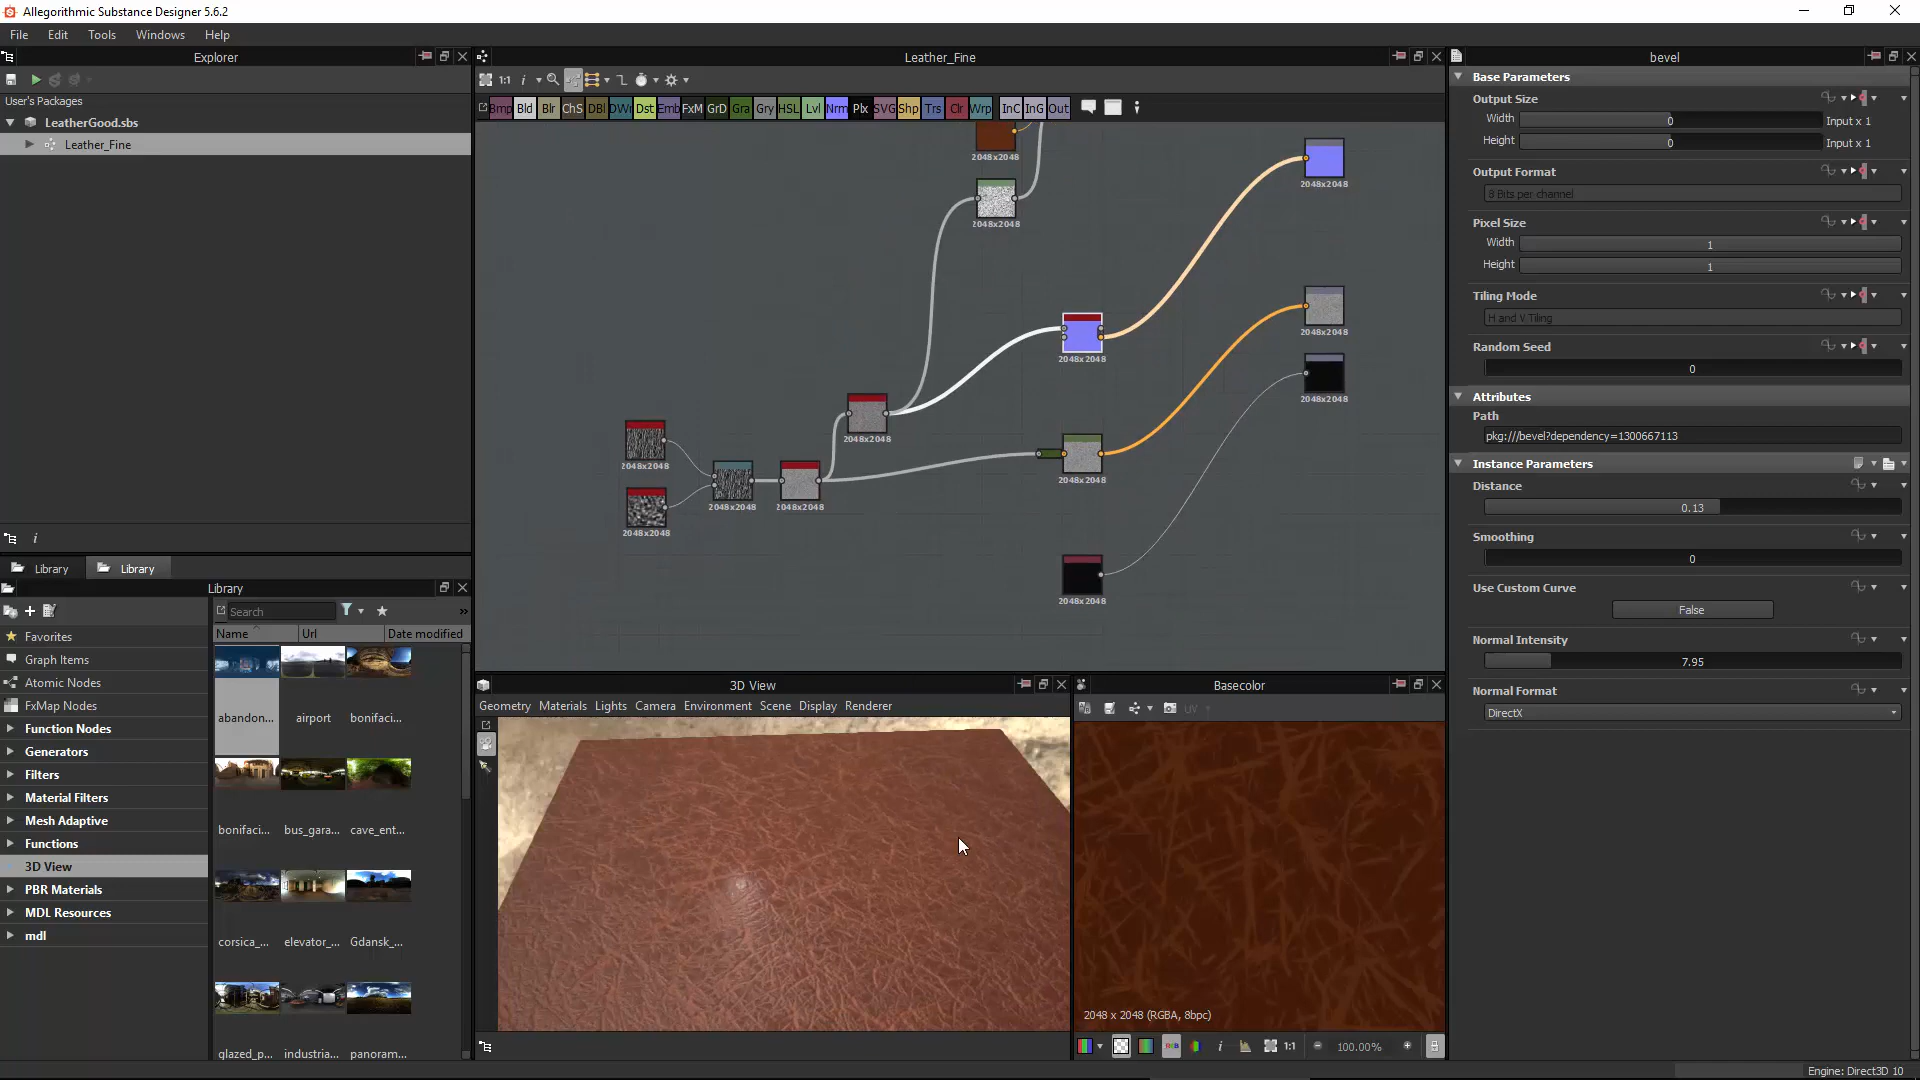 Allegorithmic Substance Designer 5.6.2
File Edit Tools Windows Help
Explorer
User's Packages
LeatherGood.sbs
Leather_Fine
Library Library
Library
Search
Name Url Date modified
Favorites
Graph Items
Atomic Nodes
FxMap Nodes
Function Nodes
Generators
Filters
Material Filters
Mesh Adaptive
Functions
3D View
PBR Materials
MDL Resources
mdl
abandon... airport bonifaci...
bonifaci... bus_gara... cave_ent...
corsica_... elevator_... Gdansk_...
glazed_p... industria... panoram...
Leather_Fine
1:1 i
Bmp Bld Blr ChS DBl DWr Dst Emb FxM GrD Gra Gry HSL Lvl Nrm Plx SVG Shp Trs Clr Wrp InC InG Out
2048x2048
2048x2048
2048x2048
2048x2048
2048x2048
2048x2048
2048x2048
2048x2048
2048x2048
2048x2048
2048x2048
2048x2048
2048x2048
2048x2048
3D View
Geometry Materials Lights Camera Environment Scene Display Renderer
Basecolor
UV
2048 x 2048 (RGBA, 8bpc)
RGB i 1:1 100.00%
bevel
Base Parameters
Output Size
Width 0 Input x 1
Height 0 Input x 1
Output Format
8 Bits per channel
Pixel Size
Width 1
Height 1
Tiling Mode
H and V Tiling
Random Seed
0
Attributes
Path
pkg:///bevel?dependency=1300667113
Instance Parameters
Distance
0.13
Smoothing
0
Use Custom Curve
False
Normal Intensity
7.95
Normal Format
DirectX
Engine: Direct3D 10